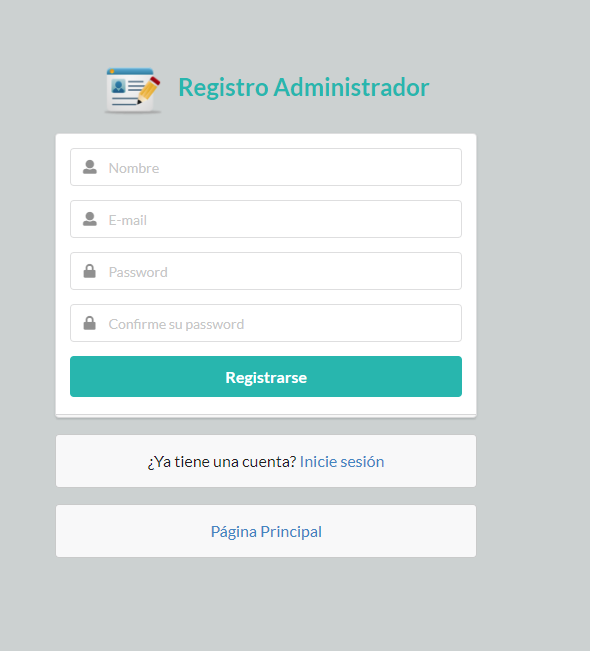 Registro Administrador
Nombre
E-mail
Password
Confirme su password
Registrarse
¿Ya tiene una cuenta? Inicie sesión
Página Principal